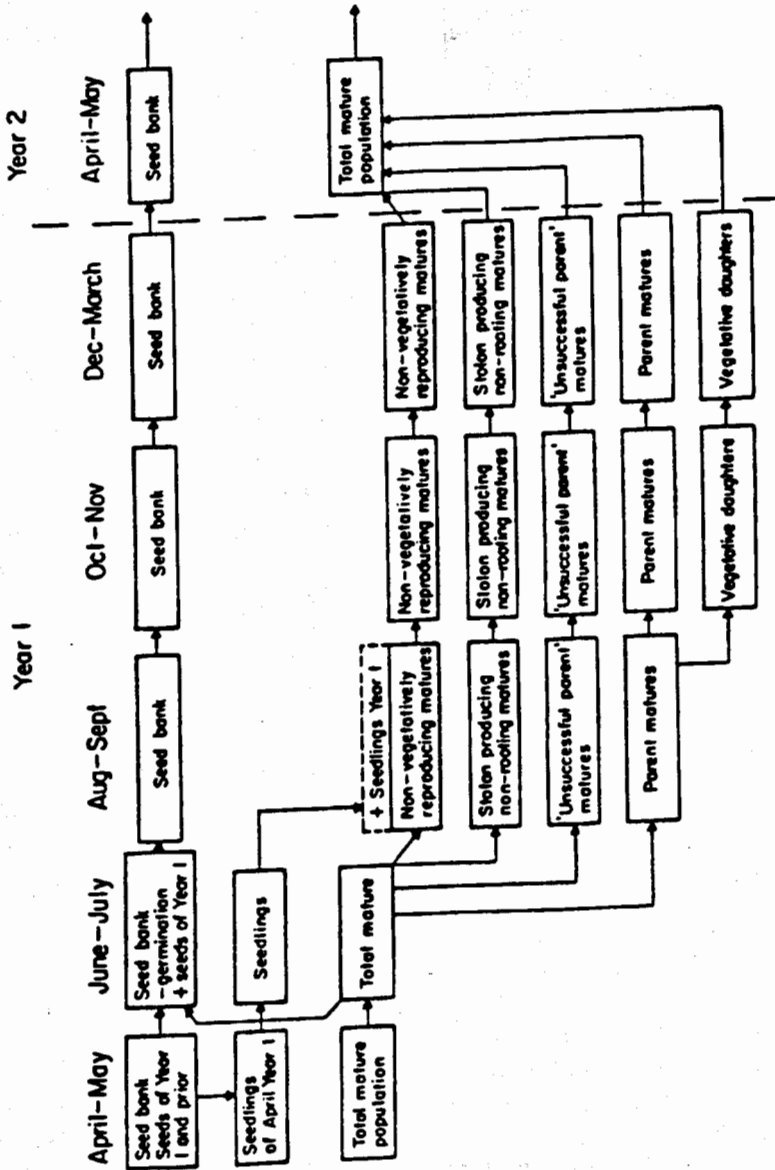 Year 1
Year 2
April–May
June–July
Aug–Sept
Oct–Nov
Dec–March
April–May
Seed bank
Seeds of Year
1 and prior
Seed bank
–germination
+ seeds of Year 1
Seed bank
Seed bank
Seed bank
Seed bank
Seedlings
of April Year 1
Seedlings
Total mature
population
Total mature
+ Seedlings Year 1
Non-vegetatively
reproducing matures
Non-vegetatively
reproducing matures
Non-vegetatively
reproducing matures
Total mature
population
Stolon producing
non-rooting matures
Stolon producing
non-rooting matures
Stolon producing
non-rooting matures
'Unsuccessful parent'
matures
'Unsuccessful parent'
matures
'Unsuccessful parent'
matures
Parent matures
Parent matures
Parent matures
Vegetative daughters
Vegetative daughters